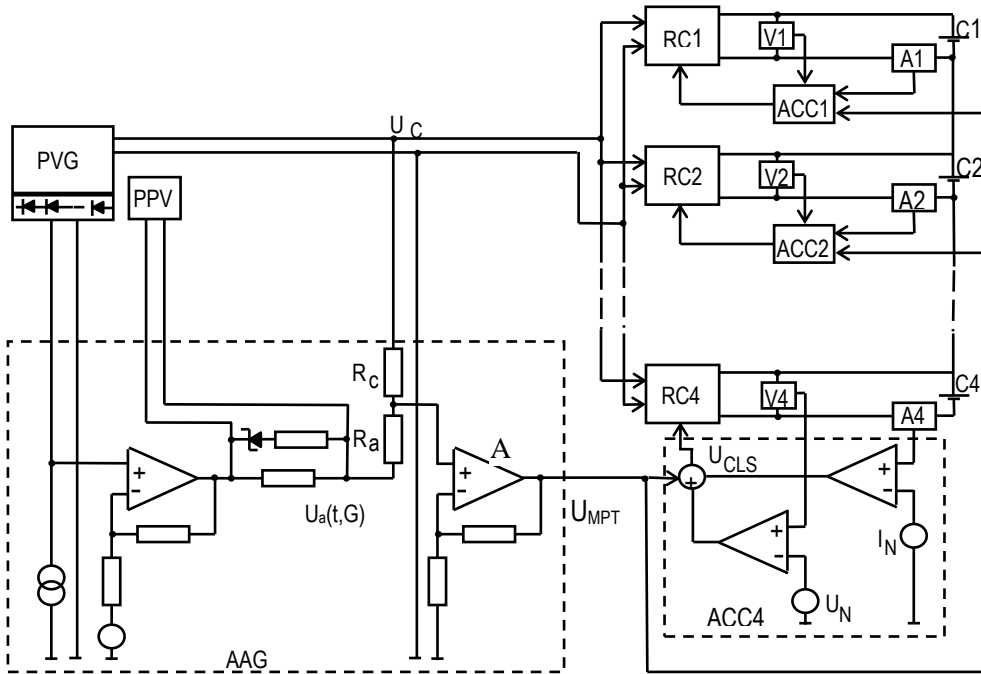 RC1
V1
C1
A1
ACC1
U C
PVG
PPV
RC2
V2
C2
A2
ACC2
RC4
V4
C4
A4
Rc
Ra
+
-
Ua(t,G)
A
+
-
UMPT
UCLS
+
+
-
IN
+
-
UN
ACC4
AAG